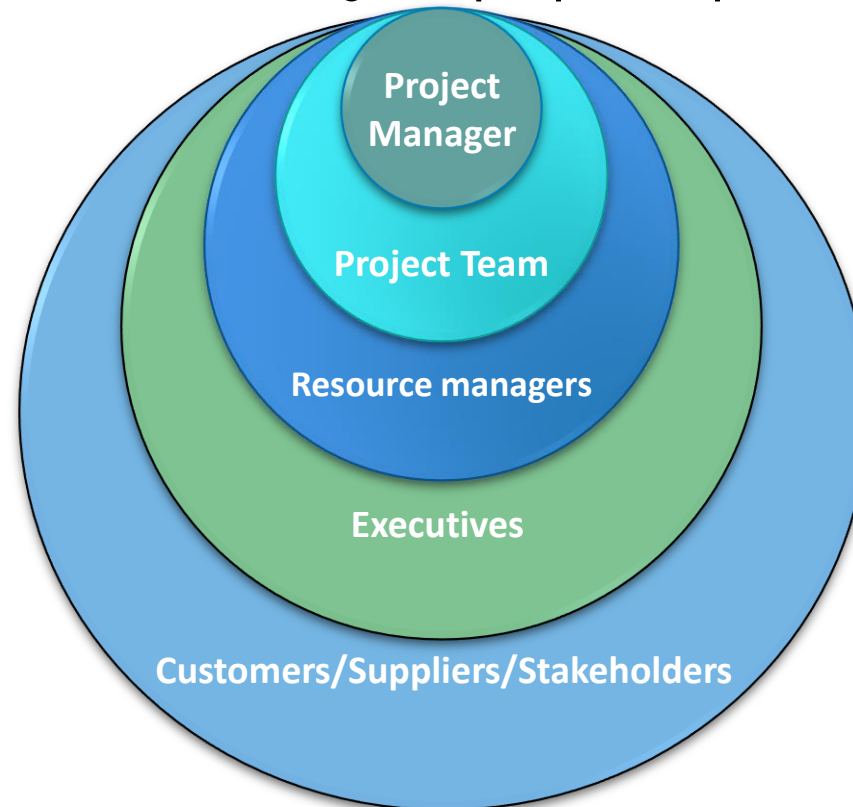 Project
Manager
Project Team
Resource managers
Executives
Customers/Suppliers/Stakeholders